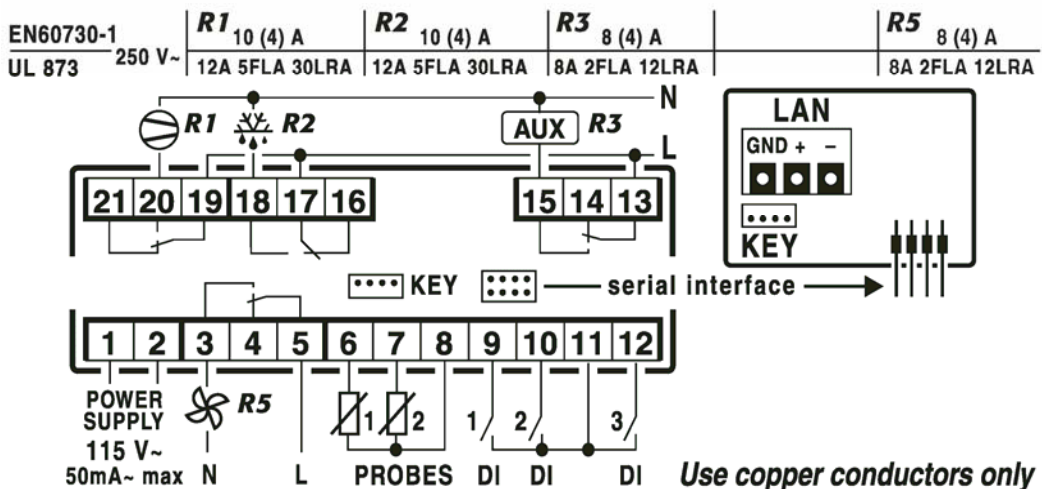 EN60730-1
UL 873
250 V~
R1 10 (4) A
12A 5FLA 30LRA
R2 10 (4) A
12A 5FLA 30LRA
R3 8 (4) A
8A 2FLA 12LRA
R5 8 (4) A
8A 2FLA 12LRA
N
R1
R2
AUX R3
L
21 20 19 18 17 16
15 14 13
LAN
GND + −
KEY
KEY
serial interface
1 2 3 4 5 6 7 8 9 10 11 12
POWER
SUPPLY
115 V~
50mA~ max
R5
N
L
1
2
PROBES
1
DI
2
DI
3
DI
Use copper conductors only